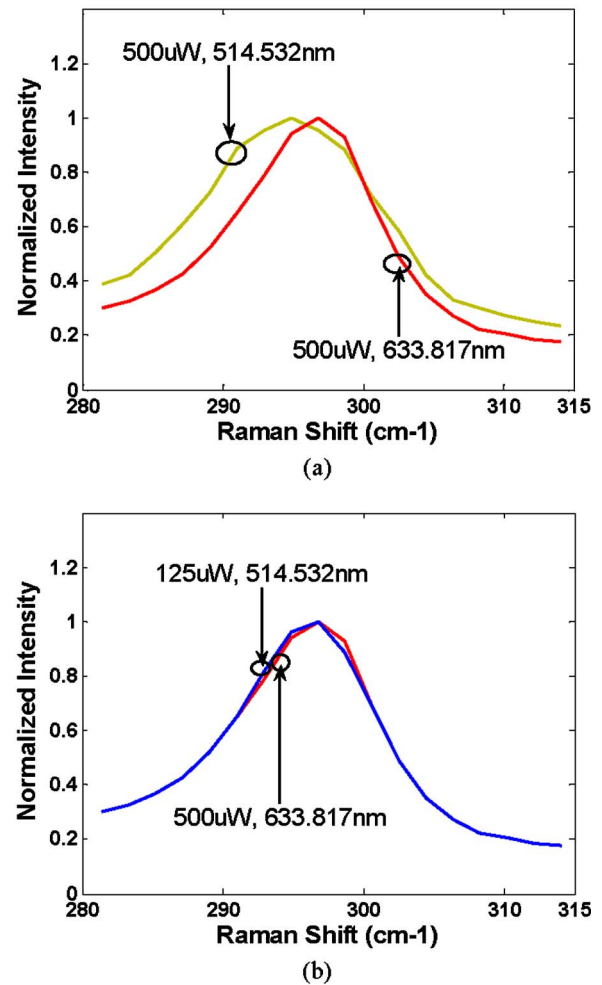 500uW, 514.532nm
1.2
1
0.8
0.6
0.4
0.2
0
Normalized Intensity
500uW, 633.817nm
280 290 300 310 315
Raman Shift (cm-1)
(a)
125uW, 514.532nm
1.2
1
0.8
0.6
0.4
0.2
0
Normalized Intensity
500uW, 633.817nm
280 290 300 310 315
Raman Shift (cm-1)
(b)